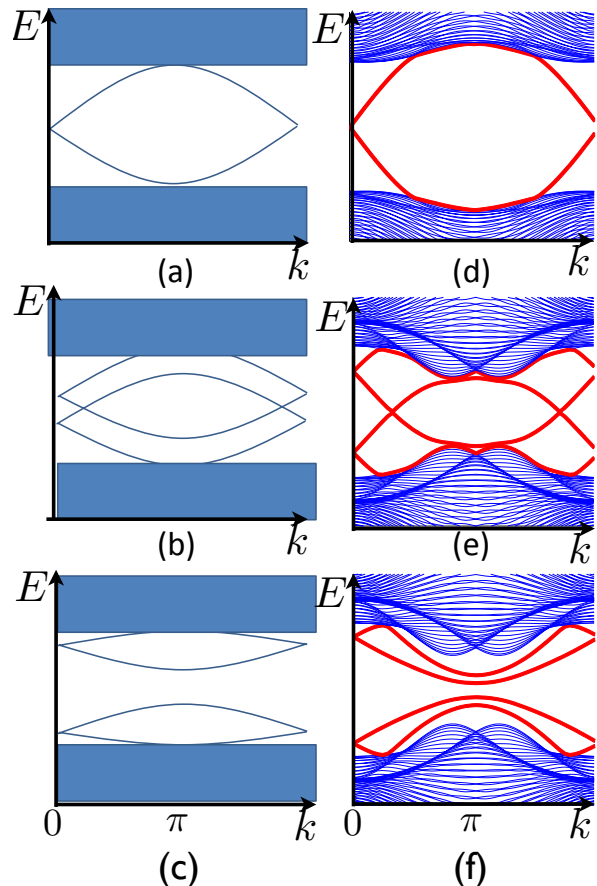 E E
(a) k (d) k
E E
(b) k (e) k
E E
0 π k 0 π k
(c) (f)